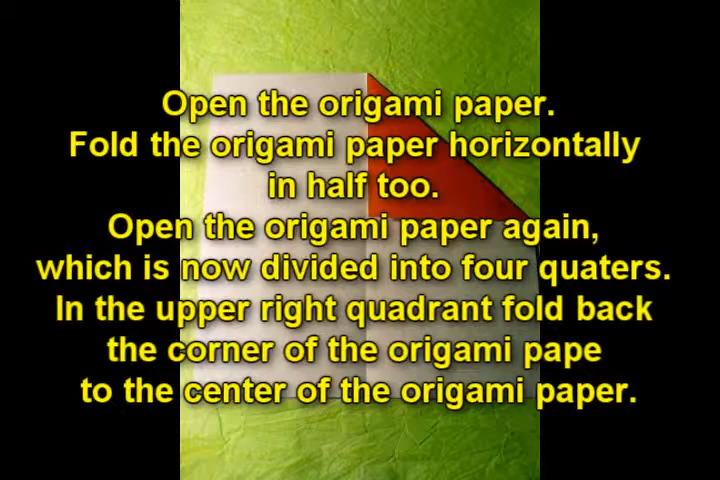 Open the origami paper.
Fold the origami paper horizontally
in half too.
Open the origami paper again,
which is now divided into four quaters.
In the upper right quadrant fold back
the corner of the origami pape
to the center of the origami paper.